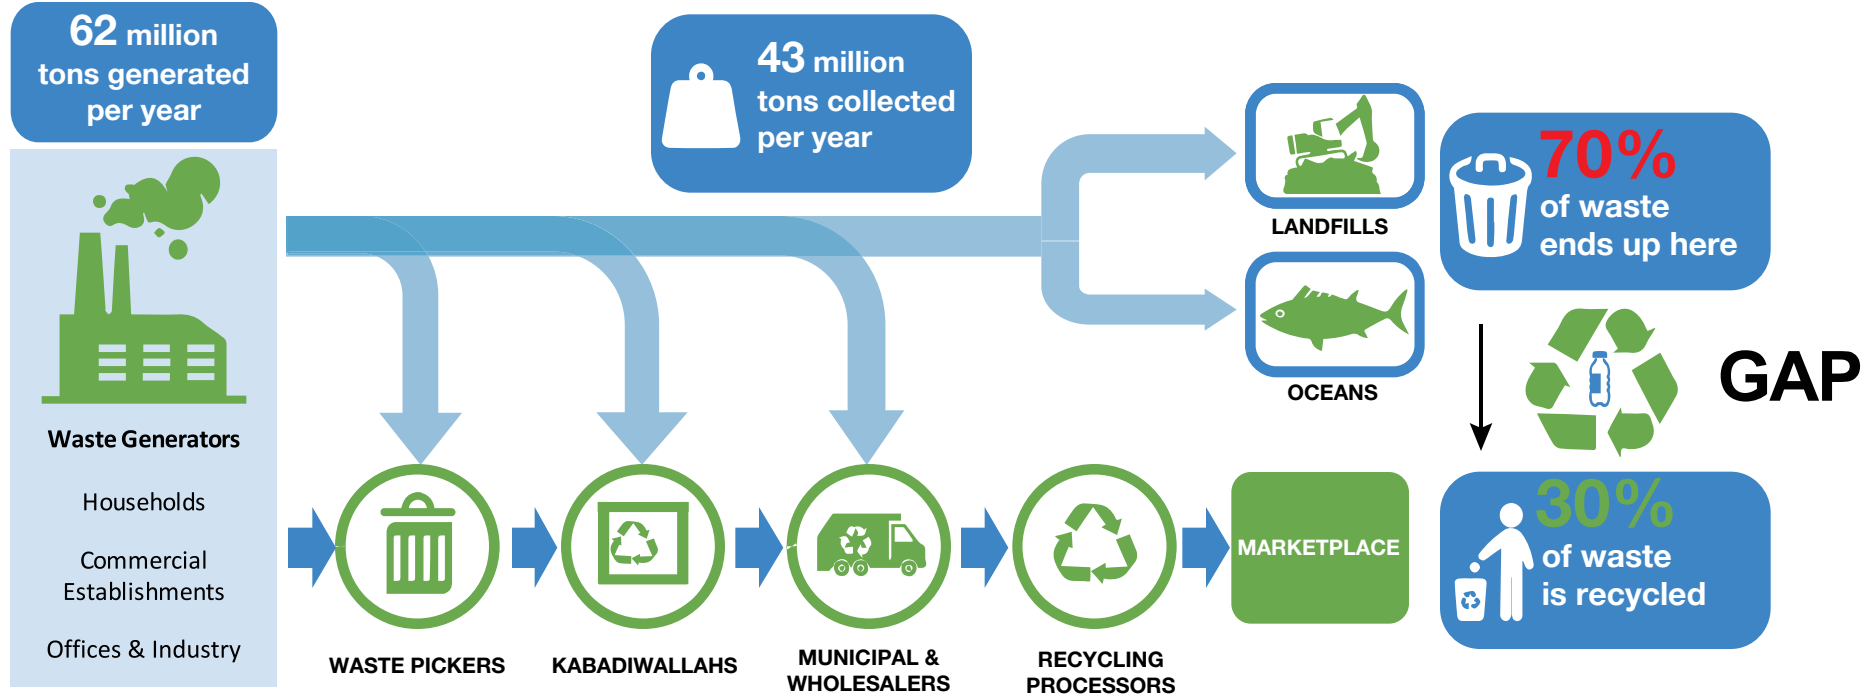 62 million
tons generated
per year
43 million
tons collected
per year
LANDFILLS
70%
of waste
ends up here
OCEANS
GAP
Waste Generators
Households
Commercial
Establishments
Offices & Industry
WASTE PICKERS
KABADIWALLAHS
MUNICIPAL &
WHOLESALERS
RECYCLING
PROCESSORS
MARKETPLACE
30%
of waste
is recycled